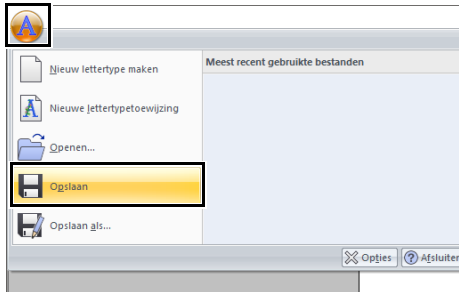 Nieuw lettertype maken
Meest recent gebruikte bestanden
Nieuwe lettertypetoewijzing
Openen...
Opslaan
Opslaan als...
Opties
Afsluiten